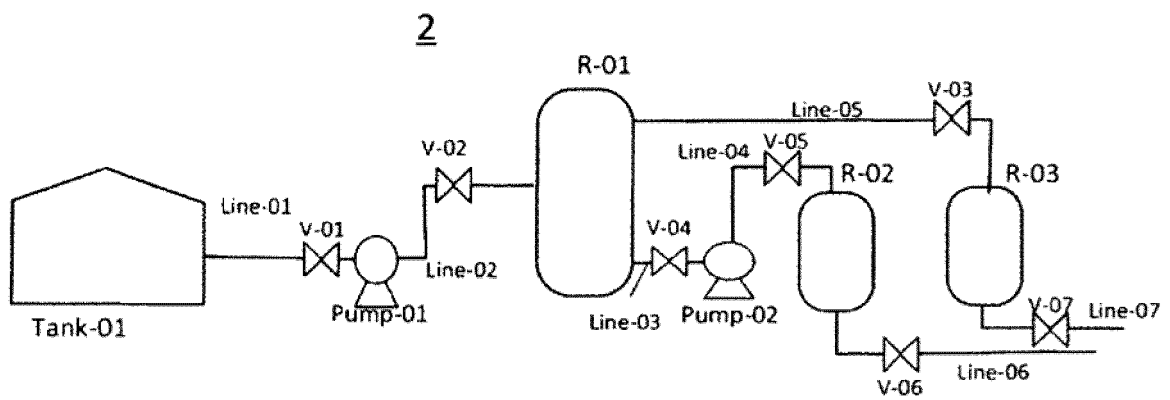 2
R-01
V-03
Line-05
V-02
Line-04
V-05
R-02
R-03
Line-01
V-01
V-04
Line-02
Pump-01
Line-03
Pump-02
V-07
Line-07
Tank-01
V-06
Line-06